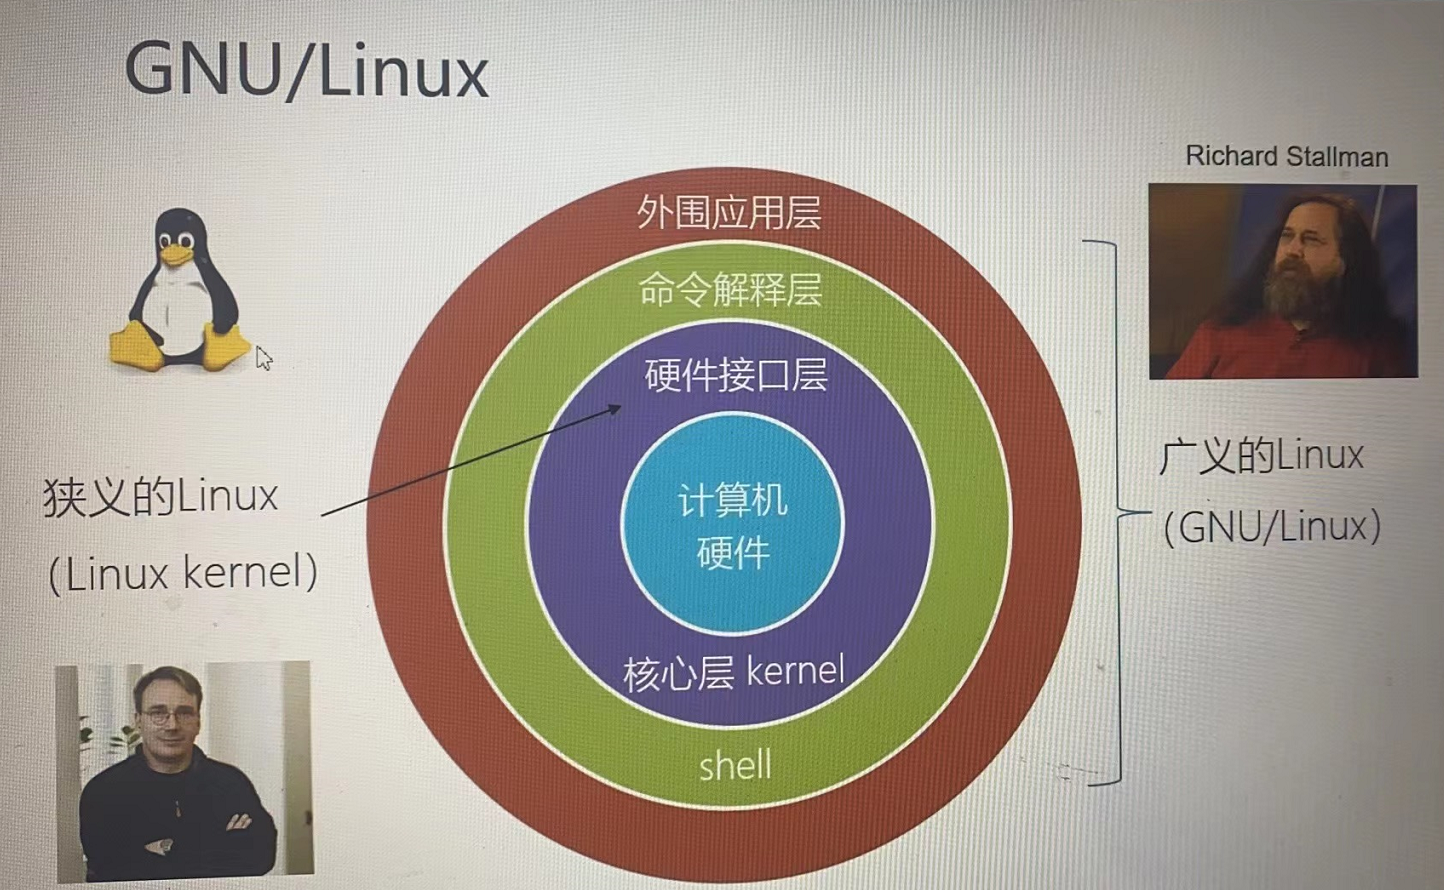 GNU/Linux
Richard Stallman
外围应用层
命令解释层
硬件接口层
计算机
硬件
核心层 kernel
shell
狭义的Linux
(Linux kernel)
广义的Linux
(GNU/Linux)